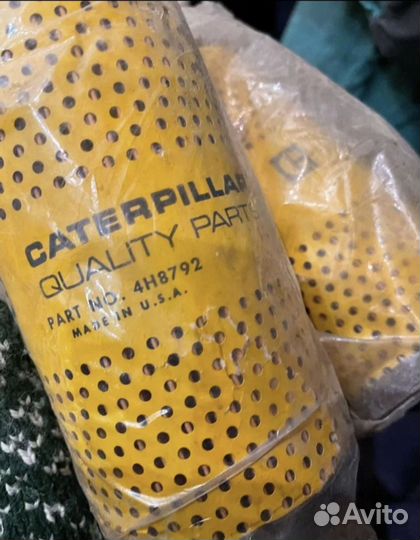 CATERPILLAR
QUALITY PARTS
PART NO. 4H8792
MADE IN U.S.A.
Avito